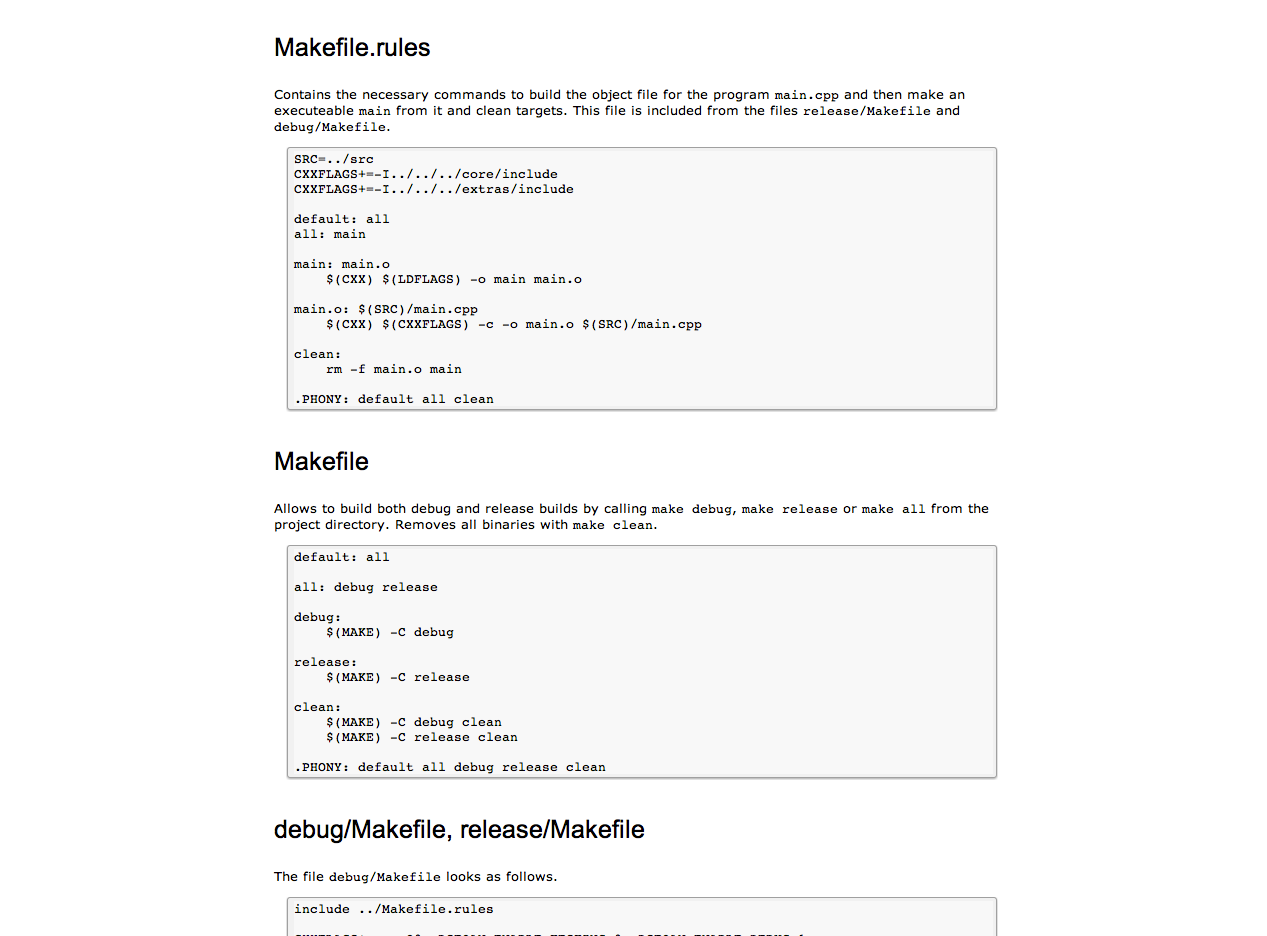 Makefile.rules
Contains the necessary commands to build the object file for the program main.cpp and then make an
executeable main from it and clean targets. This file is included from the files release/Makefile and
debug/Makefile.
SRC=../src
CXXFLAGS+=-I../../../core/include
CXXFLAGS+=-I../../../extras/include
default: all
all: main
main: main.o
    $(CXX) $(LDFLAGS) -o main main.o
main.o: $(SRC)/main.cpp
    $(CXX) $(CXXFLAGS) -c -o main.o $(SRC)/main.cpp
clean:
    rm -f main.o main
.PHONY: default all clean
Makefile
Allows to build both debug and release builds by calling make debug, make release or make all from the
project directory. Removes all binaries with make clean.
default: all
all: debug release
debug:
    $(MAKE) -C debug
release:
    $(MAKE) -C release
clean:
    $(MAKE) -C debug clean
    $(MAKE) -C release clean
.PHONY: default all debug release clean
debug/Makefile, release/Makefile
The file debug/Makefile looks as follows.
include ../Makefile.rules